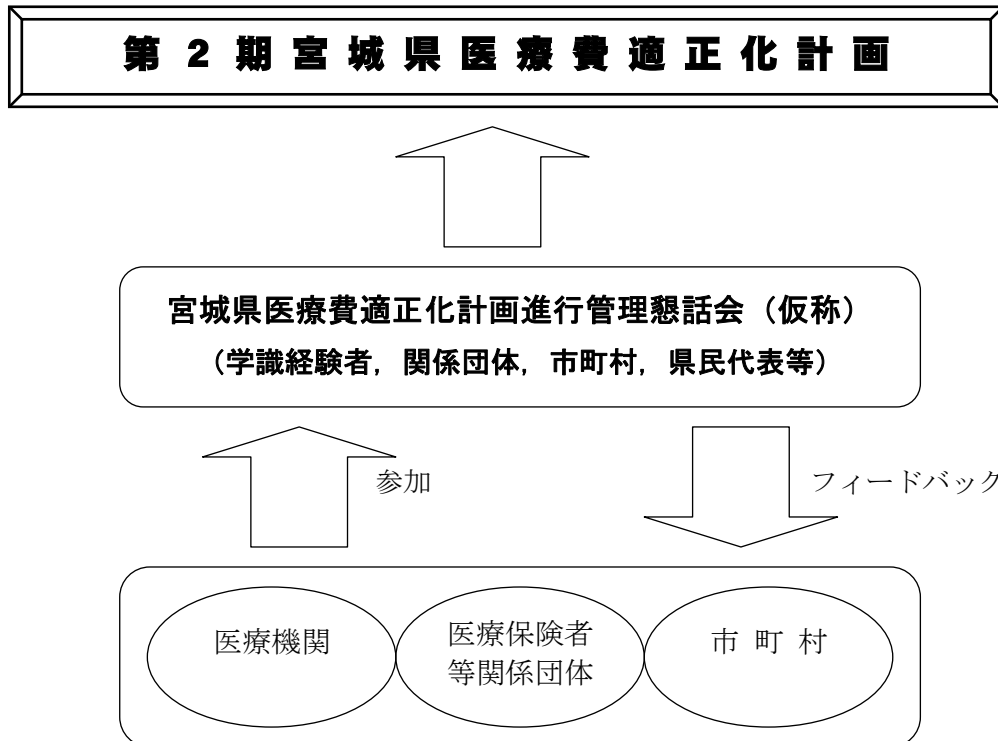 第2期宮城県医療費適正化計画
宮城県医療費適正化計画進行管理懇話会（仮称）
（学識経験者，関係団体，市町村，県民代表等）
参加
フィードバック
医療機関
医療保険者
等関係団体
市 町 村